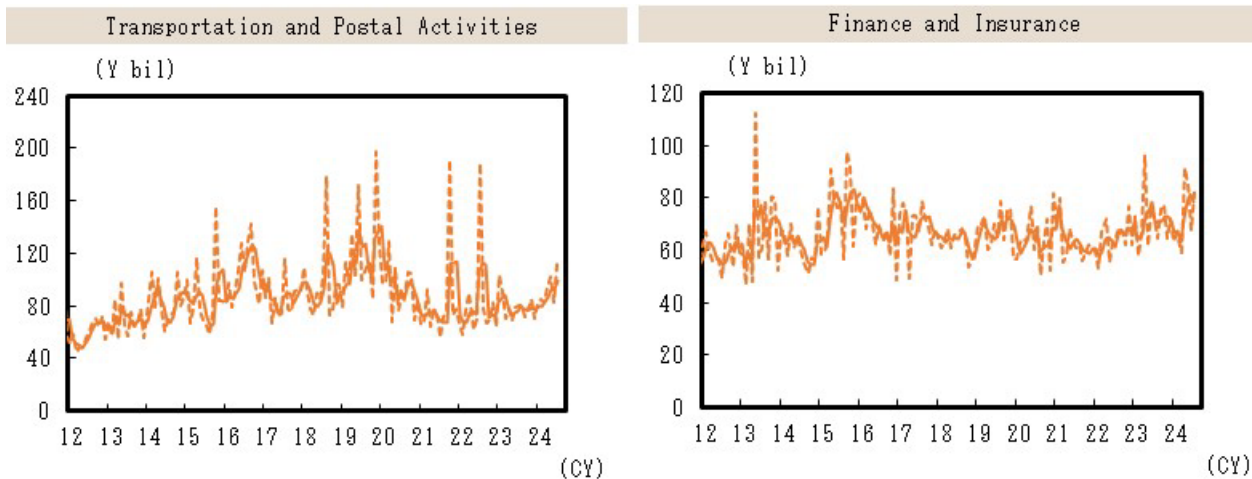 Transportation and Postal Activities
(Y bil)
240
200
160
120
80
40
0
12 13 14 15 16 17 18 19 20 21 22 23 24
(CY)
Finance and Insurance
(Y bil)
120
100
80
60
40
20
0
12 13 14 15 16 17 18 19 20 21 22 23 24
(CY)